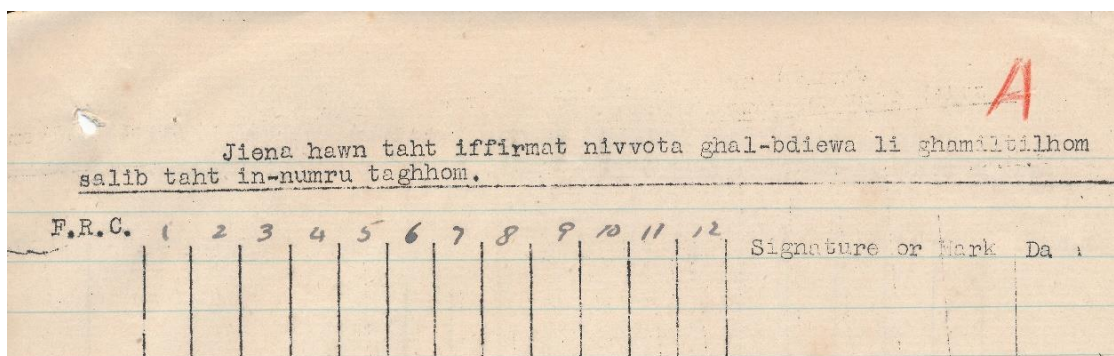 A
Jiena hawn taht iffirmat nivvota ghal-bdiewa li ghamiltilhom
salib taht in-numru taghhom.
F.R.C. 1 2 3 4 5 6 7 8 9 10 11 12 Signature or Mark Da